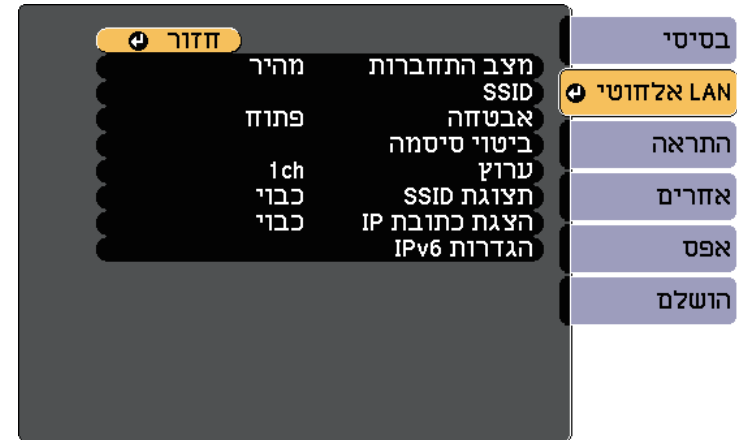 בסיסי
LAN אלחוטי
התראה
אחרים
אפס
הושלם
חזור
מצב התחברות מהיר
SSID
אבטחה פתוח
ביטוי סיסמה
ערוץ 1ch
תצוגת SSID כבוי
הצגת כתובת IP כבוי
הגדרות IPv6